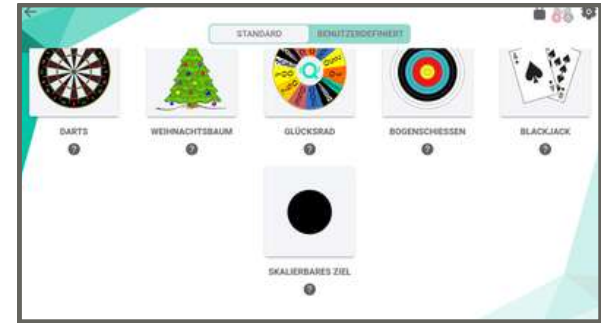 STANDARD BENUTZERDEFINIERT
DARTS WEIHNACHTSBAUM GLÜCKSRAD BOGENSCHIESSEN BLACKJACK
? ? ? ? ?
SKALIERBARES ZIEL
?